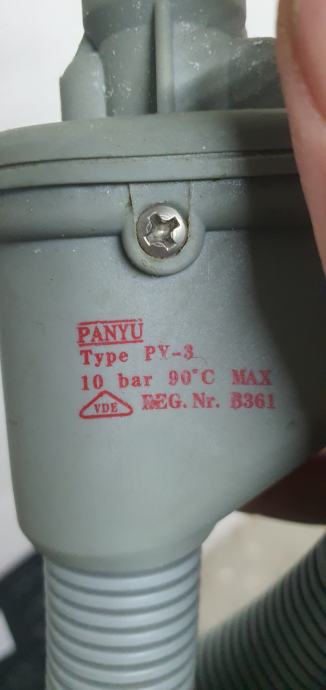 PANYU
Type PY-3
10 bar 90°C MAX
VDE REG. Nr. B361